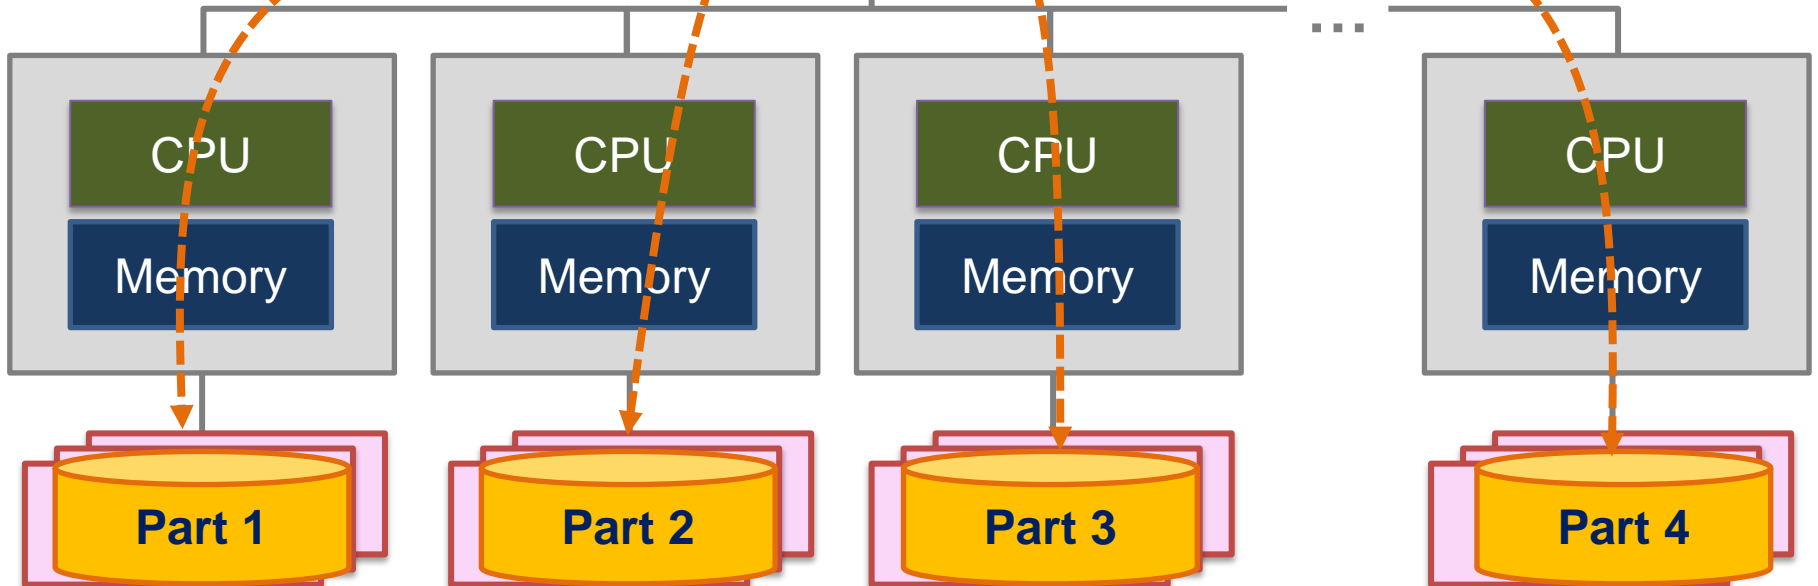 ...
CPU
CPU
CPU
CPU
Memory
Memory
Memory
Memory
Part 1
Part 2
Part 3
Part 4